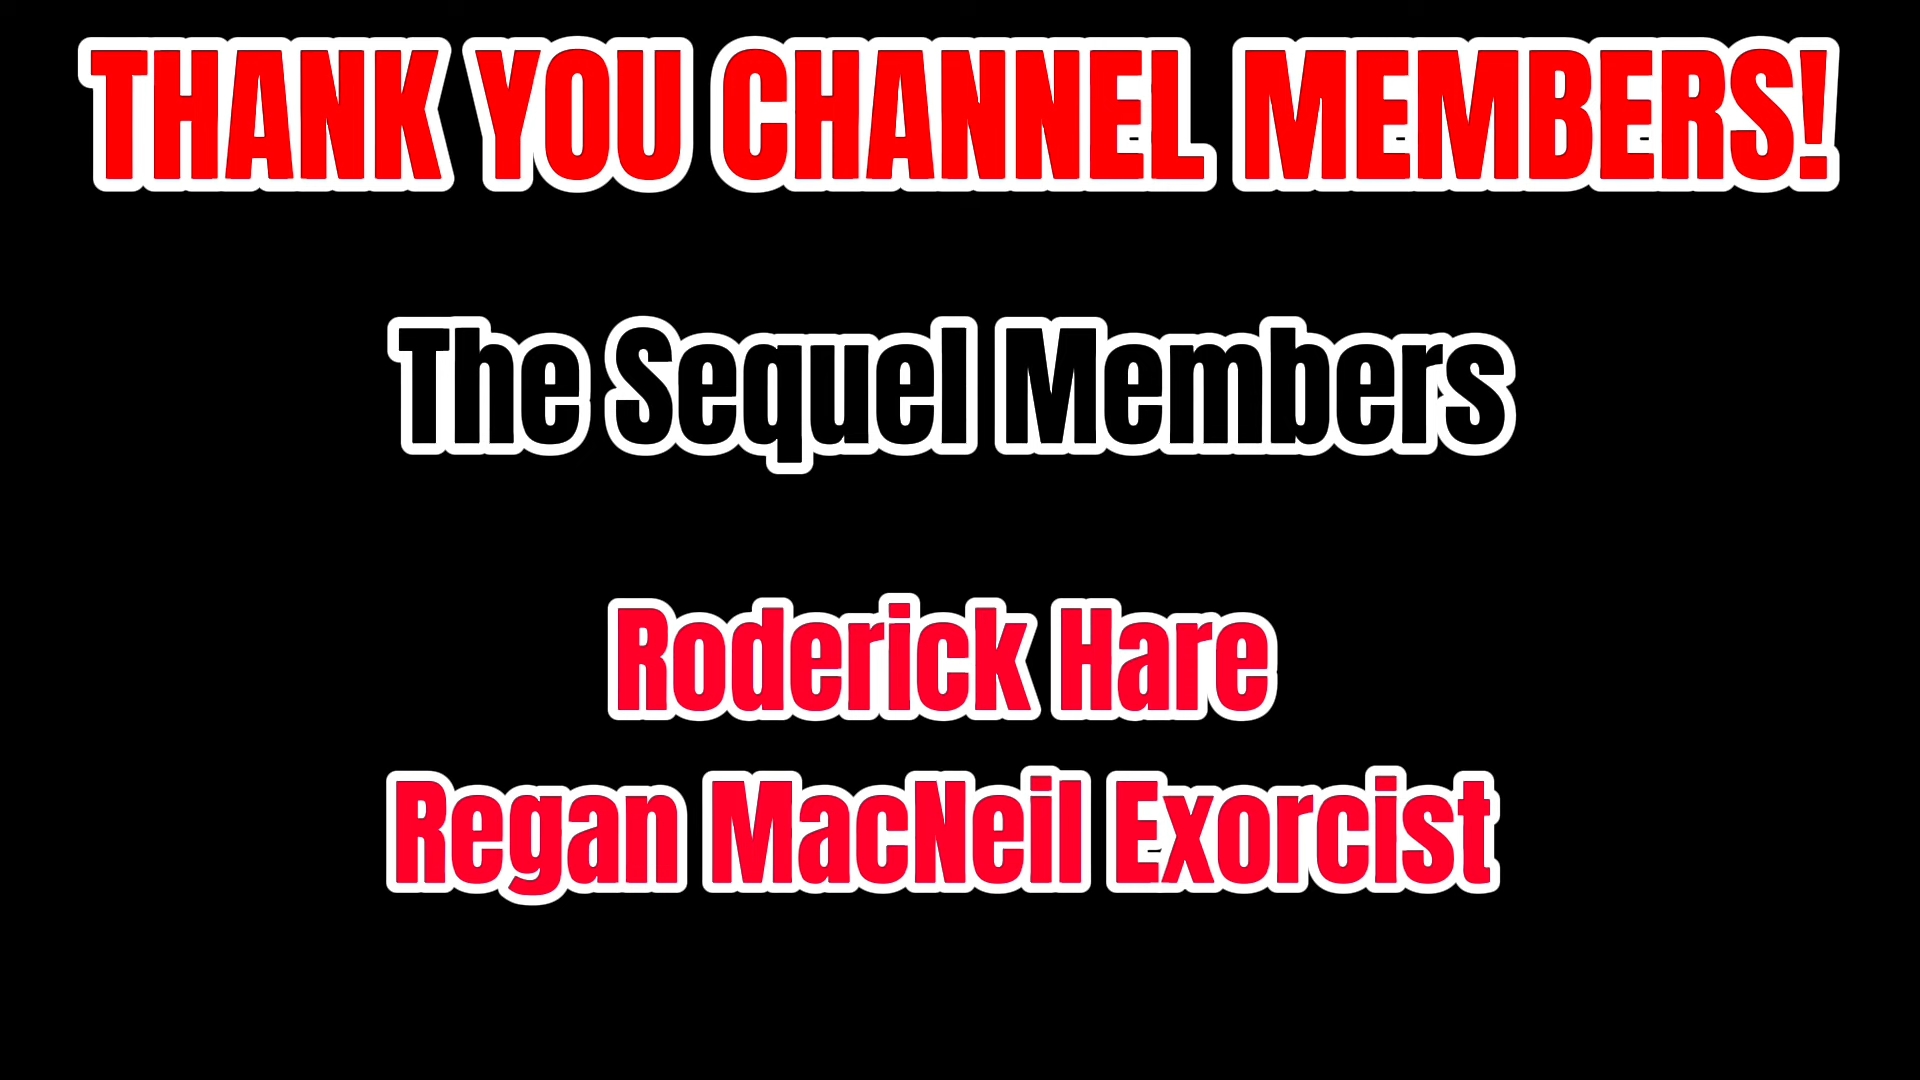 THANK YOU CHANNEL MEMBERS!
The Sequel Members
Roderick Hare
Regan MacNeil Exorcist